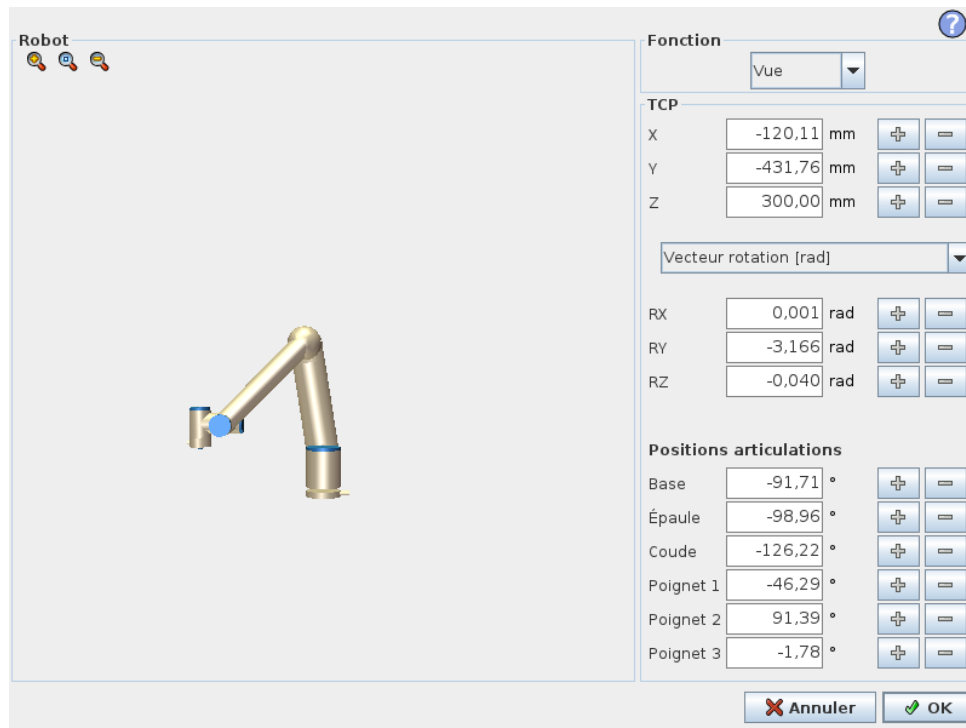 Robot
Fonction
?
Vue
TCP
X -120,11 mm
Y -431,76 mm
Z 300,00 mm
Vecteur rotation [rad]
RX 0,001 rad
RY -3,166 rad
RZ -0,040 rad
Positions articulations
Base -91,71 °
Épaule -98,96 °
Coude -126,22 °
Poignet 1 -46,29 °
Poignet 2 91,39 °
Poignet 3 -1,78 °
Annuler OK